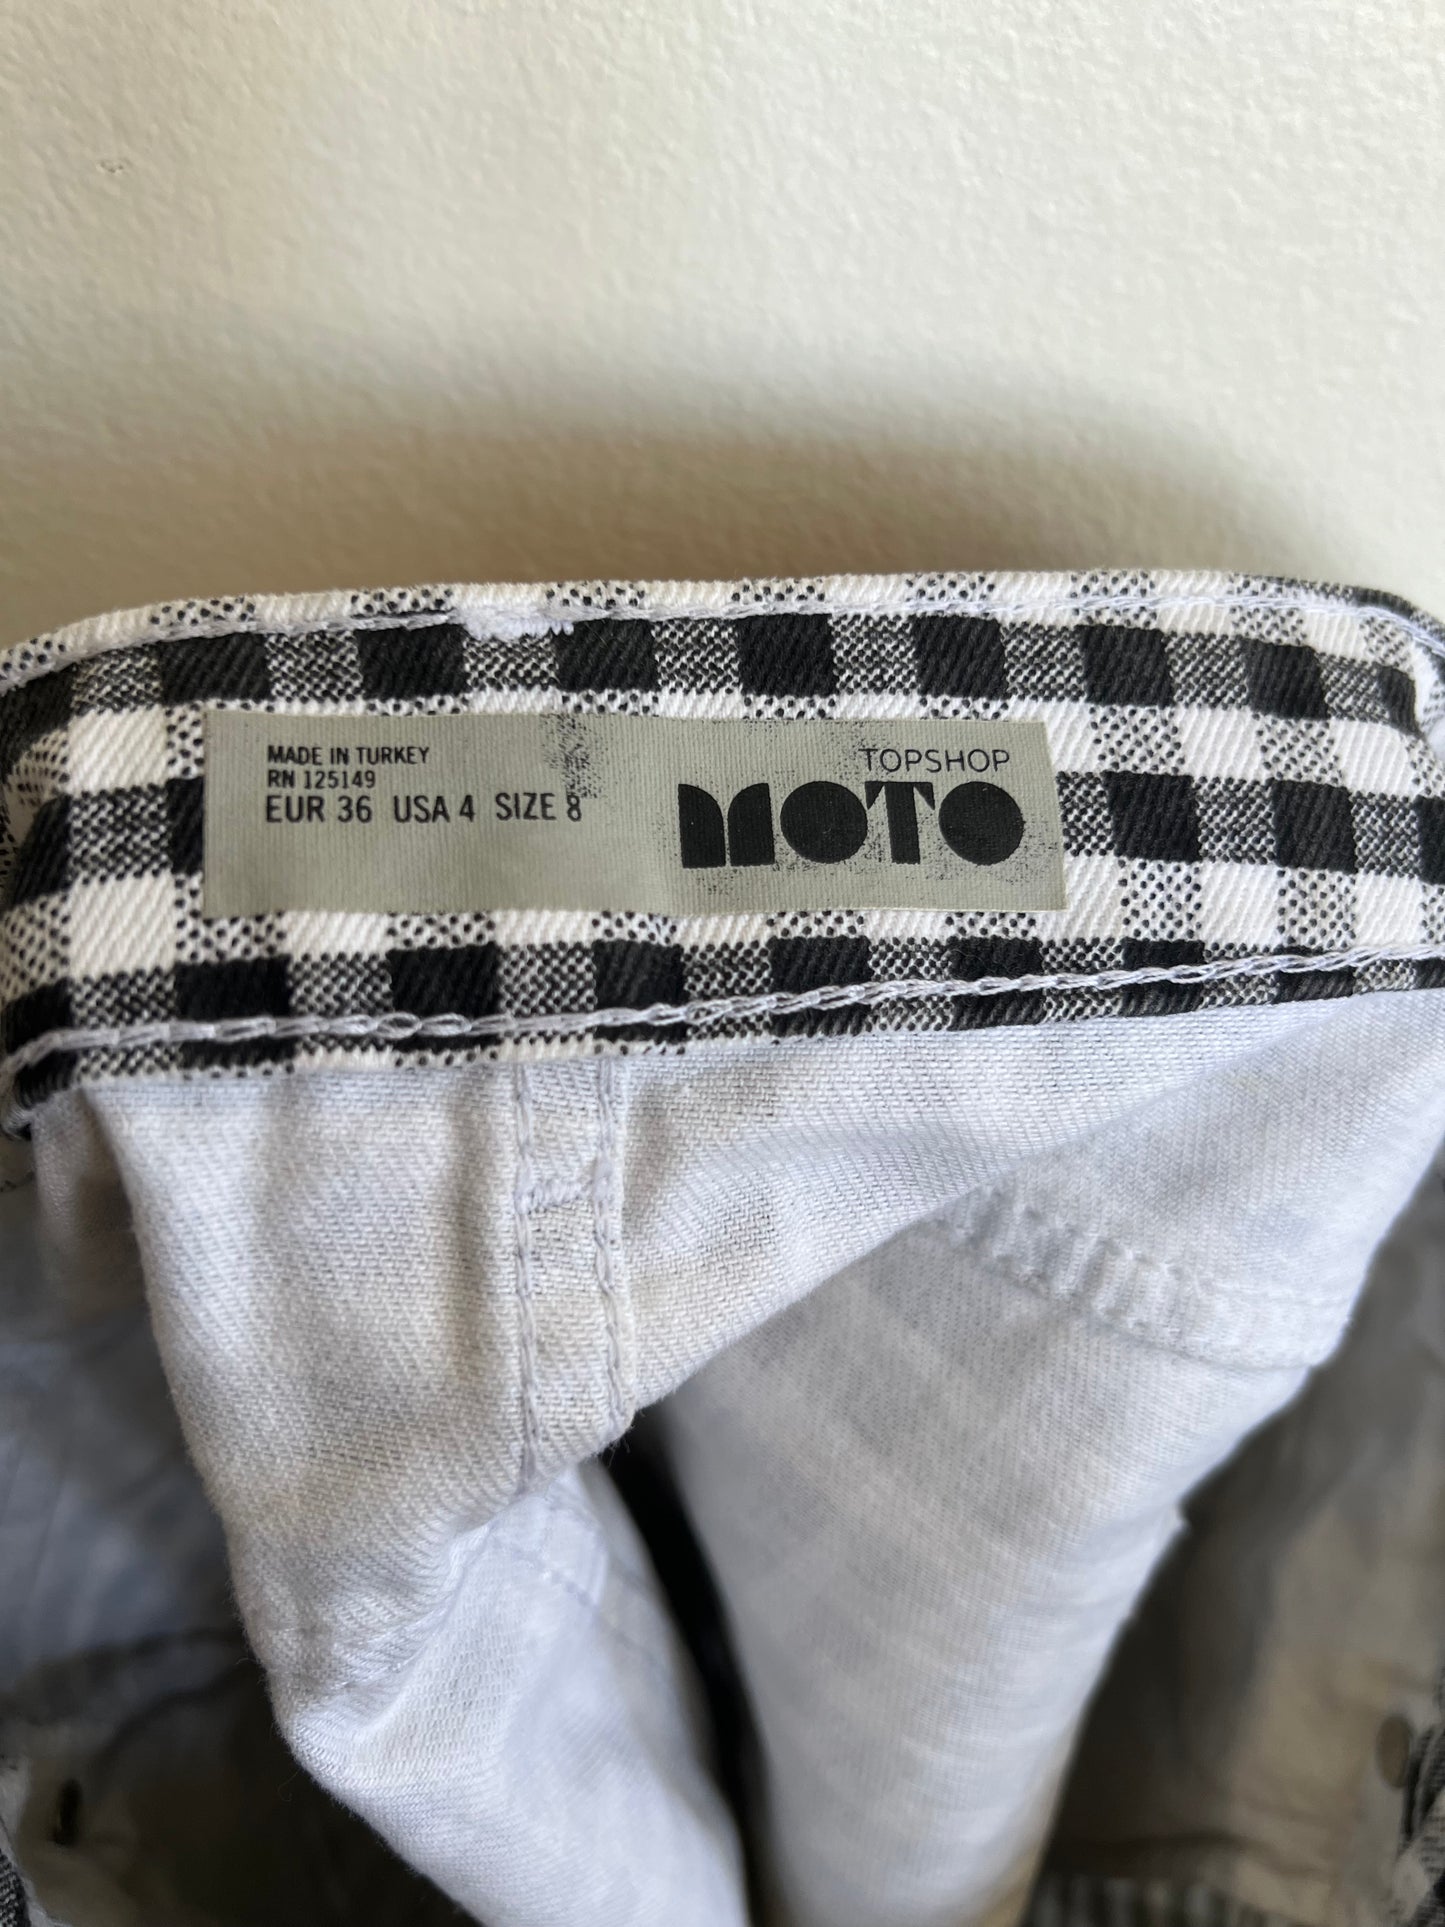 MADE IN TURKEY
RN 125149
EUR 36 USA 4 SIZE 8
TOPSHOP
MOTO